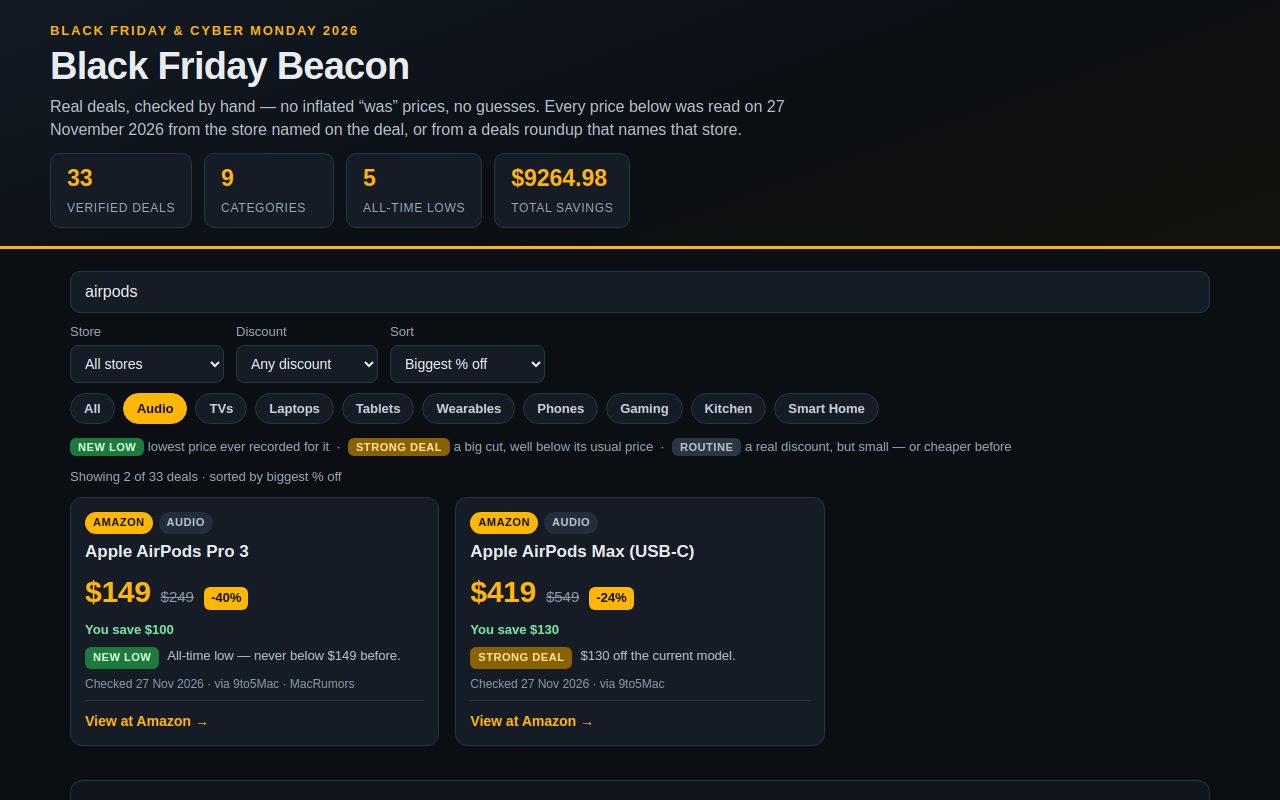 BLACK FRIDAY & CYBER MONDAY 2026
Black Friday Beacon
Real deals, checked by hand — no inflated “was” prices, no guesses. Every price below was read on 27
November 2026 from the store named on the deal, or from a deals roundup that names that store.
33 9 5 $9264.98
VERIFIED DEALS CATEGORIES ALL-TIME LOWS TOTAL SAVINGS
airpods
Store Discount Sort
All stores Any discount Biggest % off
All Audio TVs Laptops Tablets Wearables Phones Gaming Kitchen Smart Home
NEW LOW lowest price ever recorded for it · STRONG DEAL a big cut, well below its usual price · ROUTINE a real discount, but small — or cheaper before
Showing 2 of 33 deals · sorted by biggest % off
AMAZON AUDIO
Apple AirPods Pro 3
$149 $249 -40%
You save $100
NEW LOW All-time low — never below $149 before.
Checked 27 Nov 2026 · via 9to5Mac · MacRumors
View at Amazon →
AMAZON AUDIO
Apple AirPods Max (USB-C)
$419 $549 -24%
You save $130
STRONG DEAL $130 off the current model.
Checked 27 Nov 2026 · via 9to5Mac
View at Amazon →